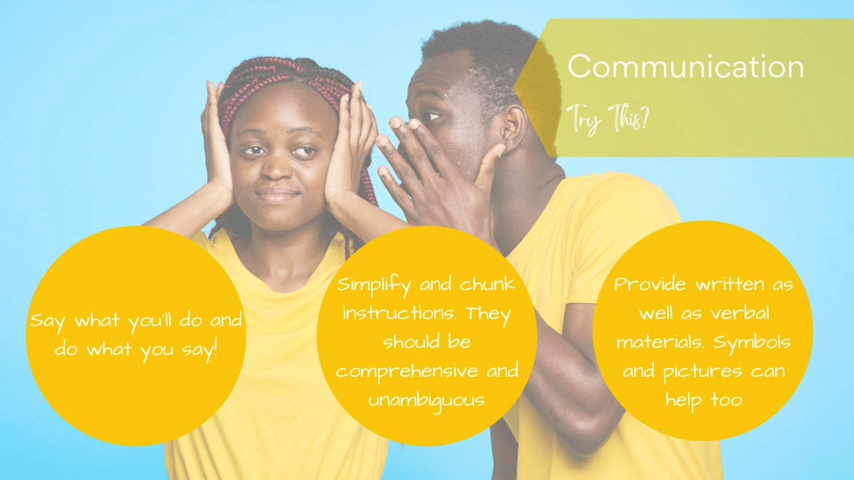 Communication
Try This?
Say what you'll do and
do what you say!
Simplify and chunk
instructions. They
should be
comprehensive and
unambiguous
Provide written as
well as verbal
materials. Symbols
and pictures can
help too